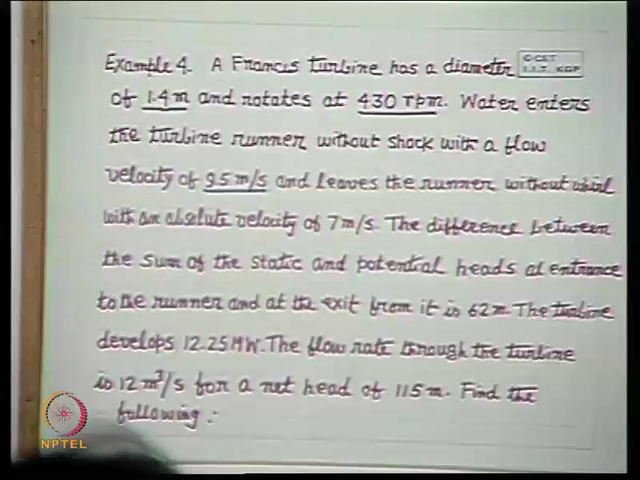 Example 4. A Francis turbine has a diameter
C-CET
I.I.T. KGP
of 1.4m and rotates at 430 rpm. Water enters
the turbine runner without shock with a flow
velocity of 9.5 m/s and leaves the runner without whirl
with an absolute velocity of 7 m/s. The difference between
the sum of the static and potential heads at entrance
to the runner and at the exit from it is 62m. The turbine
develops 12.25 MW. The flow rate through the turbine
is 12 m³/s for a net head of 115 m. Find the
following:
NPTEL